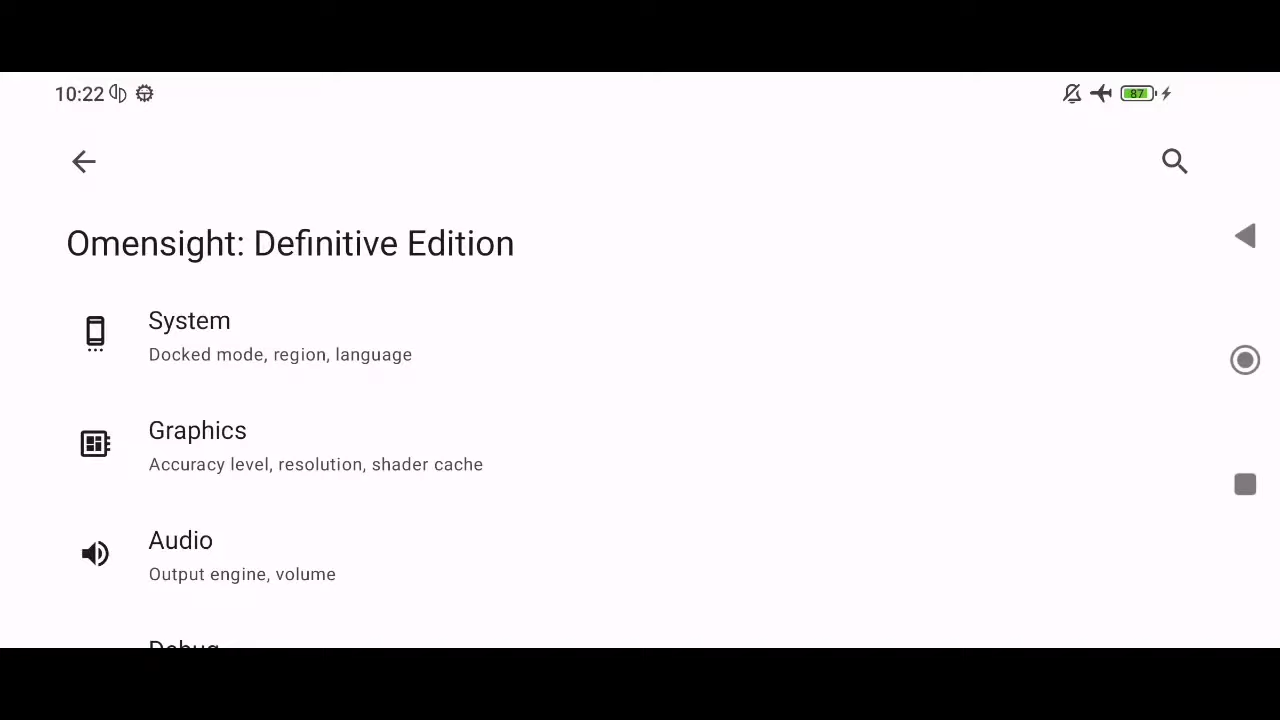 10:22
87
Omensight: Definitive Edition
System
Docked mode, region, language
Graphics
Accuracy level, resolution, shader cache
Audio
Output engine, volume
Debug